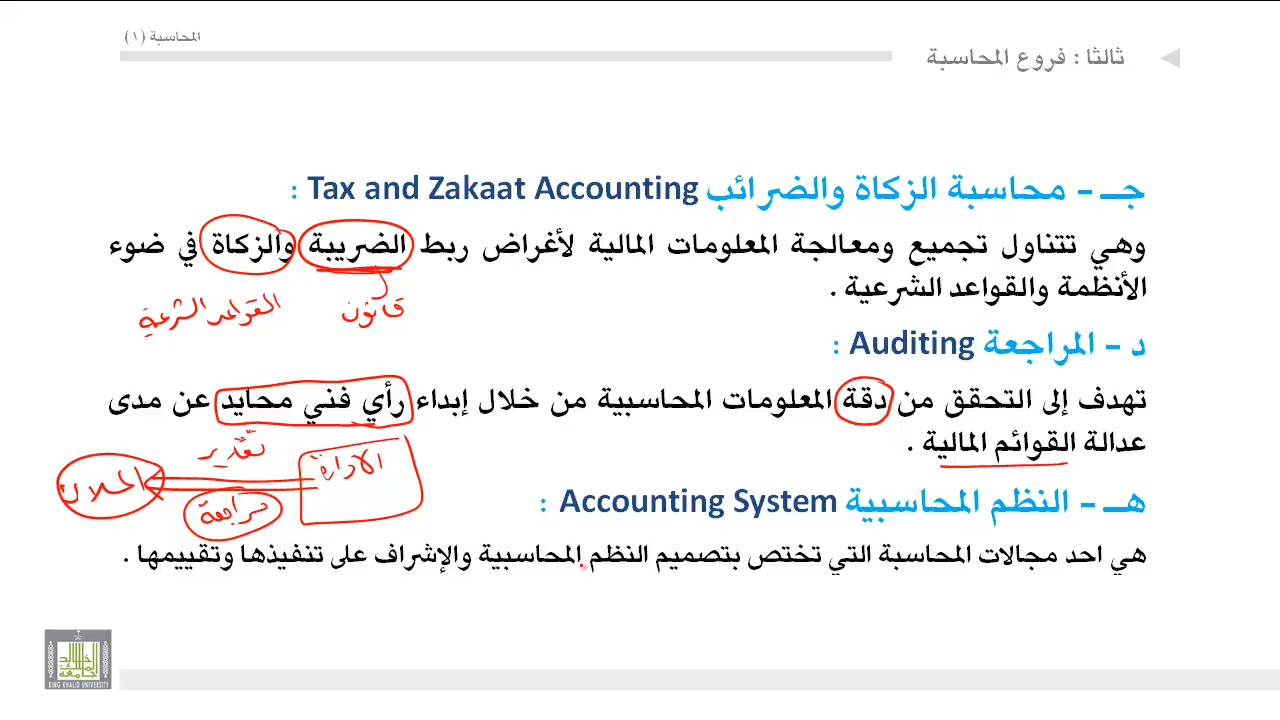 المحاسبة (١)
ثالثا : فروع المحاسبة
جـ - محاسبة الزكاة والضرائب Tax and Zakaat Accounting :
وهي تتناول تجميع ومعالجة المعلومات المالية لأغراض ربط الضريبة والزكاة في ضوء
الأنظمة والقواعد الشرعية .
قانون
القواعد الشرعية
د - المراجعة Auditing :
تهدف إلى التحقق من دقة المعلومات المحاسبية من خلال إبداء رأي فني محايد عن مدى
عدالة القوائم المالية .
الادارة
الملاك
مراجعة
هـ - النظم المحاسبية Accounting System :
هي احد مجالات المحاسبة التي تختص بتصميم النظم المحاسبية والإشراف على تنفيذها وتقييمها .
KING KHALID UNIVERSITY